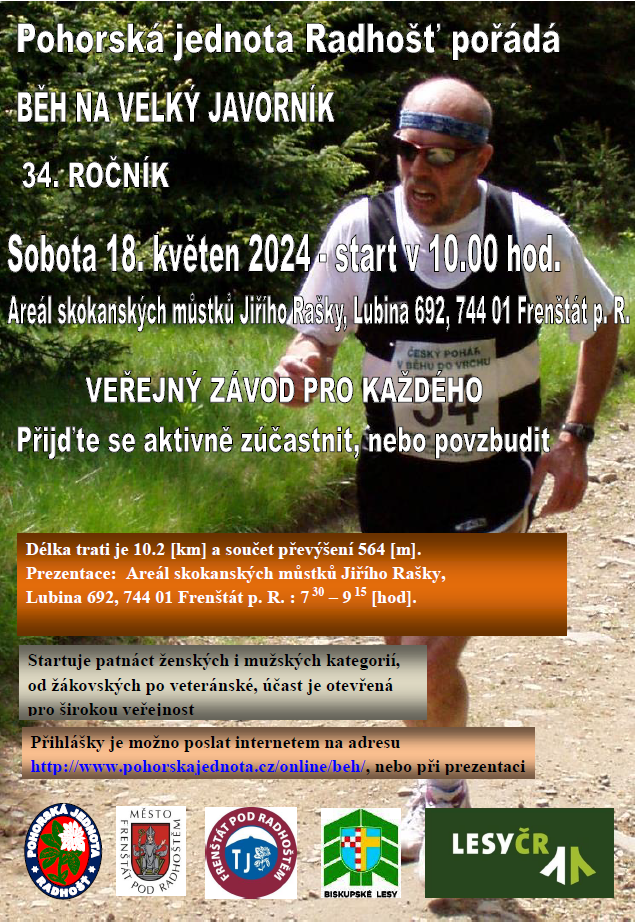 Pohorská jednota Radhošť pořádá
BĚH NA VELKÝ JAVORNÍK
34. ROČNÍK
Sobota 18. květen 2024 - start v 10.00 hod.
Areál skokanských můstků Jiřího Rašky, Lubina 692, 744 01 Frenštát p. R.
ČESKÝ POHÁR
V BĚHU DO VRCHU
54
VEŘEJNÝ ZÁVOD PRO KAŽDÉHO
Přijďte se aktivně zúčastnit, nebo povzbudit
Délka trati je 10.2 [km] a součet převýšení 564 [m].
Prezentace: Areál skokanských můstků Jiřího Rašky,
Lubina 692, 744 01 Frenštát p. R. : 7 30 – 9 15 [hod].
Startuje patnáct ženských i mužských kategorií,
od žákovských po veteránské, účast je otevřená
pro širokou veřejnost
Přihlášky je možno poslat internetem na adresu
http://www.pohorskajednota.cz/online/beh/, nebo při prezentaci
POHORSKÁ JEDNOTA
RADHOŠŤ
MĚSTO
FRENŠTÁT POD RADHOŠTĚM
FRENŠTÁT POD RADHOŠTĚM
TJ
BISKUPSKÉ LESY
LESY ČR